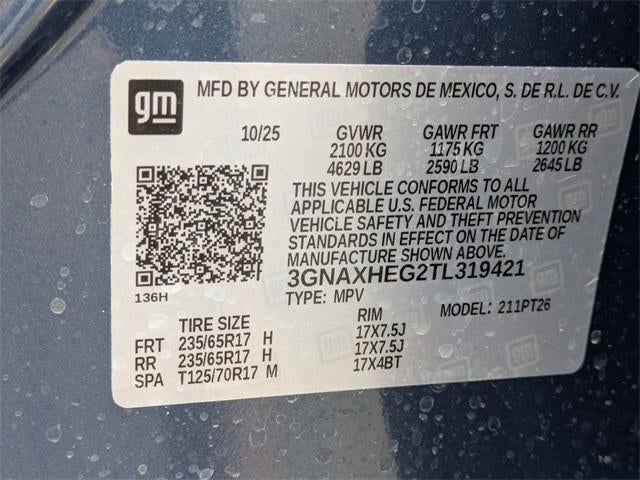 gm
MFD BY GENERAL MOTORS DE MEXICO, S. DE R.L. DE C.V.
10/25 GVWR GAWR FRT GAWR RR
2100 KG 1175 KG 1200 KG
4629 LB 2590 LB 2645 LB
THIS VEHICLE CONFORMS TO ALL
APPLICABLE U.S. FEDERAL MOTOR
VEHICLE SAFETY AND THEFT PREVENTION
STANDARDS IN EFFECT ON THE DATE OF
MANUFACTURE SHOWN ABOVE.
3GNAXHEG2TL319421
136H TYPE: MPV MODEL: 211PT26
TIRE SIZE RIM
FRT 235/65R17 H 17X7.5J
RR 235/65R17 H 17X7.5J
SPA T125/70R17 M 17X4BT